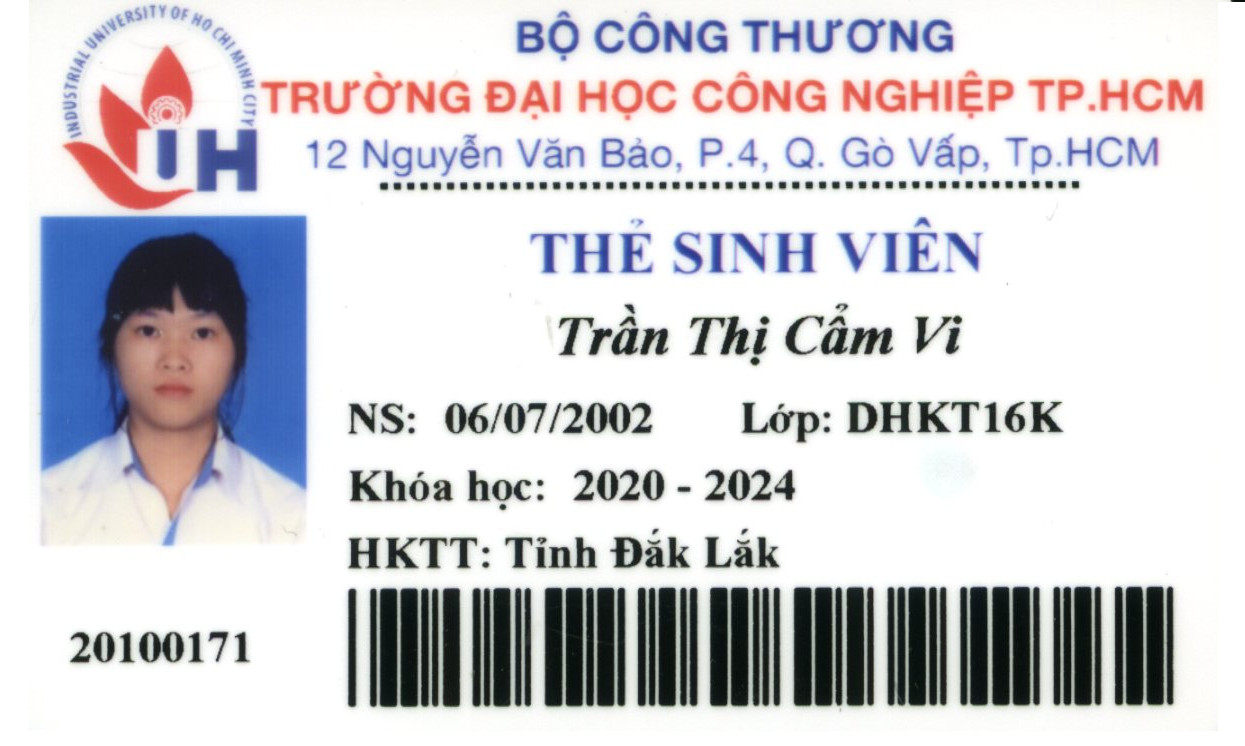 INDUSTRIAL UNIVERSITY OF HO CHI MINH CITY
IUH
BỘ CÔNG THƯƠNG
TRƯỜNG ĐẠI HỌC CÔNG NGHIỆP TP.HCM
12 Nguyễn Văn Bảo, P.4, Q. Gò Vấp, Tp.HCM
THẺ SINH VIÊN
Trần Thị Cẩm Vi
NS: 06/07/2002 Lớp: DHKT16K
Khóa học: 2020 - 2024
HKTT: Tỉnh Đắk Lắk
20100171